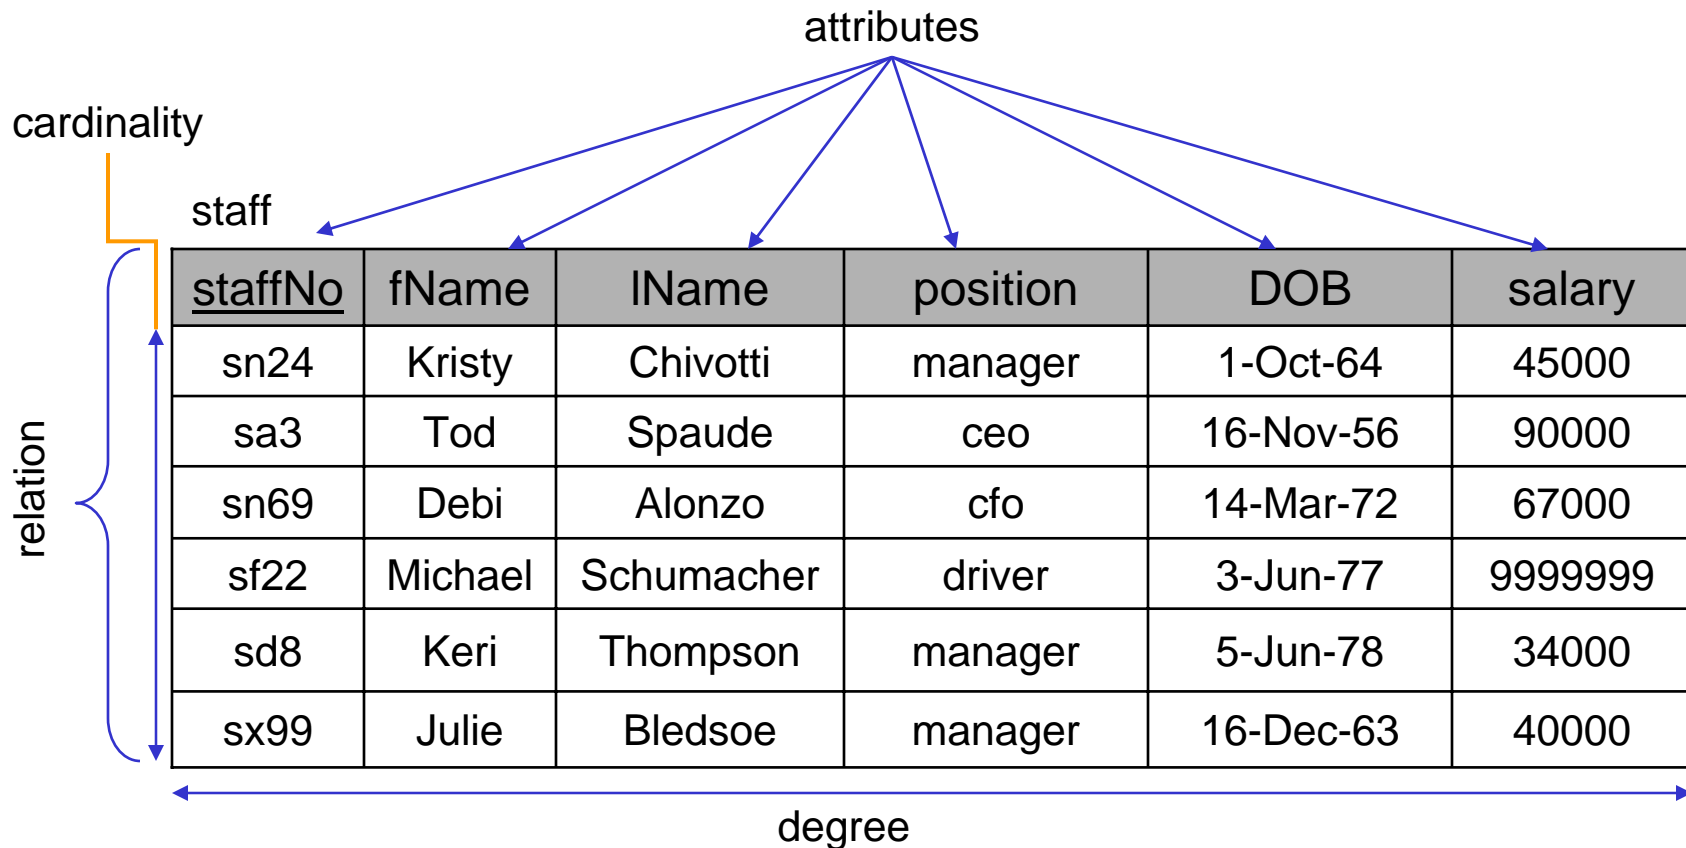 attributes
cardinality
staff
staffNo fName lName position DOB salary
sn24 Kristy Chivotti manager 1-Oct-64 45000
sa3 Tod Spaude ceo 16-Nov-56 90000
sn69 Debi Alonzo cfo 14-Mar-72 67000
sf22 Michael Schumacher driver 3-Jun-77 9999999
sd8 Keri Thompson manager 5-Jun-78 34000
sx99 Julie Bledsoe manager 16-Dec-63 40000
relation
degree